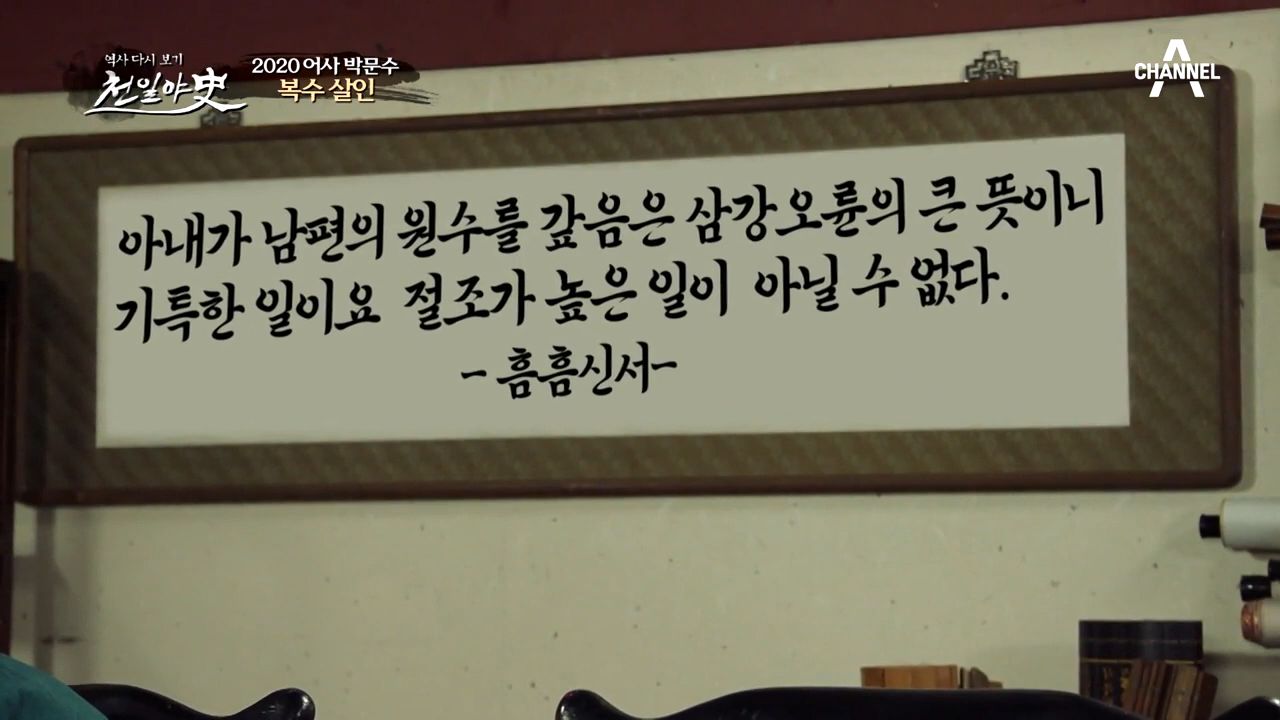 역사 다시 보기
천일야史
2020 어사 박문수
복수 살인
CHANNEL A
아내가 남편의 원수를 갚음은 삼강오륜의 큰 뜻이니
기특한 일이요 절조가 높은 일이 아닐 수 없다.
- 흠흠신서-